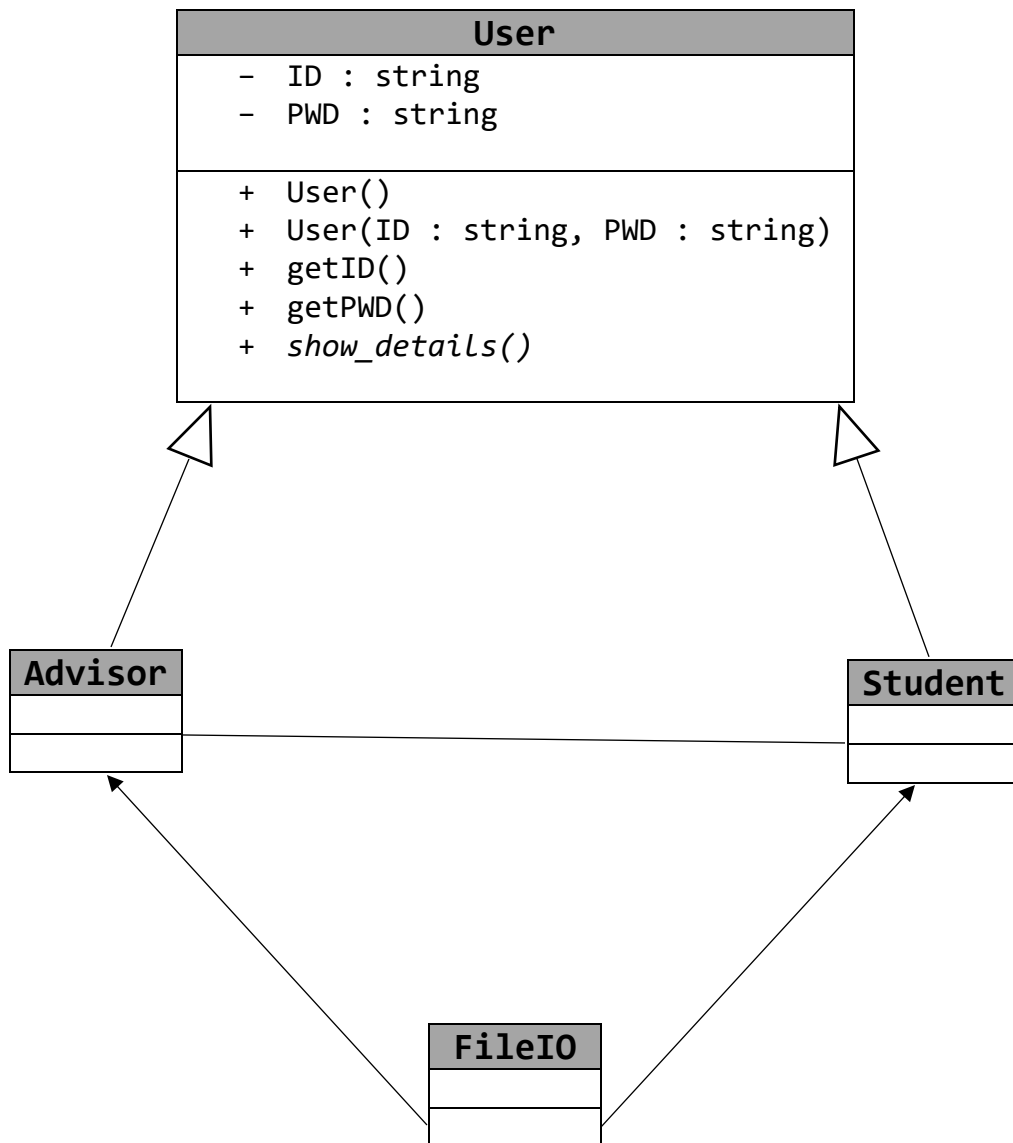 User
– ID : string
– PWD : string
+ User()
+ User(ID : string, PWD : string)
+ getID()
+ getPWD()
+ show_details()
Advisor
Student
FileIO